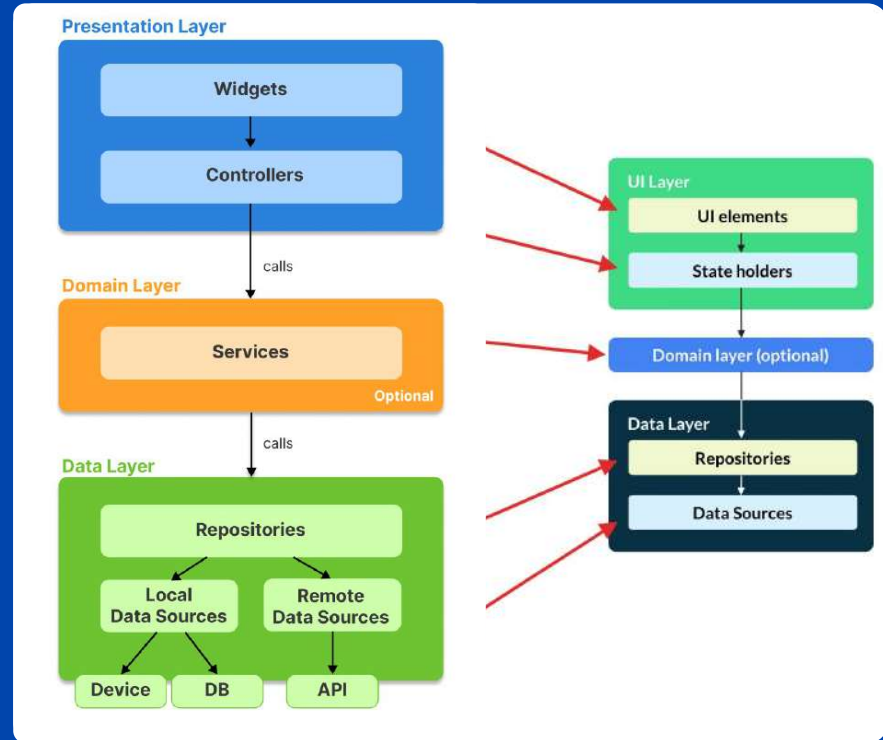 Presentation Layer
Widgets
Controllers
calls
Domain Layer
Services
Optional
calls
Data Layer
Repositories
Local
Data Sources
Remote
Data Sources
Device
DB
API
UI Layer
UI elements
State holders
Domain layer (optional)
Data Layer
Repositories
Data Sources